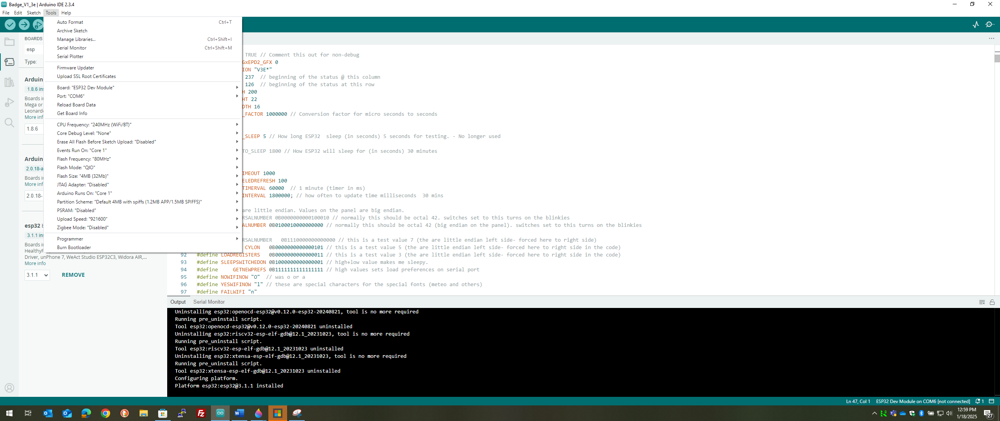 Badge_V1_3e | Arduino IDE 2.3.4
File Edit Sketch Tools Help
Auto Format Ctrl+T
Archive Sketch
Manage Libraries... Ctrl+Shift+I
Serial Monitor Ctrl+Shift+M
Serial Plotter
Firmware Updater
Upload SSL Root Certificates
Board: "ESP32 Dev Module"
Port: "COM6"
Reload Board Data
Get Board Info
CPU Frequency: "240MHz (WiFi/BT)"
Core Debug Level: "None"
Erase All Flash Before Sketch Upload: "Disabled"
Events Run On: "Core 1"
Flash Frequency: "80MHz"
Flash Mode: "QIO"
Flash Size: "4MB (32Mb)"
JTAG Adapter: "Disabled"
Arduino Runs On: "Core 1"
Partition Scheme: "Default 4MB with spiffs (1.2MB APP/1.5MB SPIFFS)"
PSRAM: "Disabled"
Upload Speed: "921600"
Zigbee Mode: "Disabled"
Programmer
Burn Bootloader
BOARDS
esp
Type:
Arduin
1.8.6 ins
Boards in
Mega or
Leonard
More inf
1.8.6
Arduin
2.0.18-a
Boards in
More inf
2.0.18-
esp32 b
3.1.1 ins
Boards in
HealthyP
Driver, unPhone 7, WeAct Studio ESP32C3, Widora AIR,...
More info
3.1.1 REMOVE
TRUE // Comment this out for non-debug
GxEPD2_GFX 0
ION "V3E*"
237 // beginning of the status @ this column
126 // beginning of the status at this row
H 200
HT 22
DTH 16
_FACTOR 1000000 // Conversion factor for micro seconds to seconds
_SLEEP 5 // How long ESP32 sleep (in seconds) 5 seconds for testing. - No longer used
TO_SLEEP 1800 // How ESP32 will sleep for (in seconds) 30 minutes
IMEOUT 1000
ELEDREFRESH 100
TIMERVAL 60000 // 1 minute (timer in ms)
INTERVAL 1800000; // how often to update time milliseconds 30 mins
are little endian. Values on the panel are big endian.
RSALNUMBER 0B0000000000100010 // normally this should be octal 42. switches set to this turns on the blinkies
ALNUMBER 0B0100010000000000 // normally this should be octal 42 (big endian on the panel). switches set to this turns on the blinkies
RSALNUMBER 0B1110000000000000 // this is a test value 7 (the are little endian left side- forced here to right side)
CYLON 0B0000000000000101 // this is a test value 5 (the are little endian left side- forced here to right side in the code)
92 #define LOADREGISTERS 0B0000000000000011 // this is a test value 3 (the are little endian left side- forced here to right side in the code)
93 #define SLEEPSWITCHEDON 0B1000000000000001 // high+low value makes me sleepy.
94 #define GETNEWPREFS 0B1111111111111111 // high values sets load preferences on serial port
95 #define NOWIFINOW "O" // was o or a
96 #define YESWIFINOW "l" // these are special characters for the special fonts (meteo and others)
97 #define FAILWIFI "n"
Output Serial Monitor
Uninstalling esp32:openocd-esp32@v0.12.0-esp32-20240821, tool is no more required
Running pre_uninstall script.
Tool esp32:openocd-esp32@v0.12.0-esp32-20240821 uninstalled
Uninstalling esp32:riscv32-esp-elf-gdb@12.1_20231023, tool is no more required
Running pre_uninstall script.
Tool esp32:riscv32-esp-elf-gdb@12.1_20231023 uninstalled
Uninstalling esp32:xtensa-esp-elf-gdb@12.1_20231023, tool is no more required
Running pre_uninstall script.
Tool esp32:xtensa-esp-elf-gdb@12.1_20231023 uninstalled
Configuring platform.
Platform esp32:esp32@3.1.1 installed
Ln 47, Col 1 ESP32 Dev Module on COM6 [not connected] 1
12:59 PM
1/18/2025
27